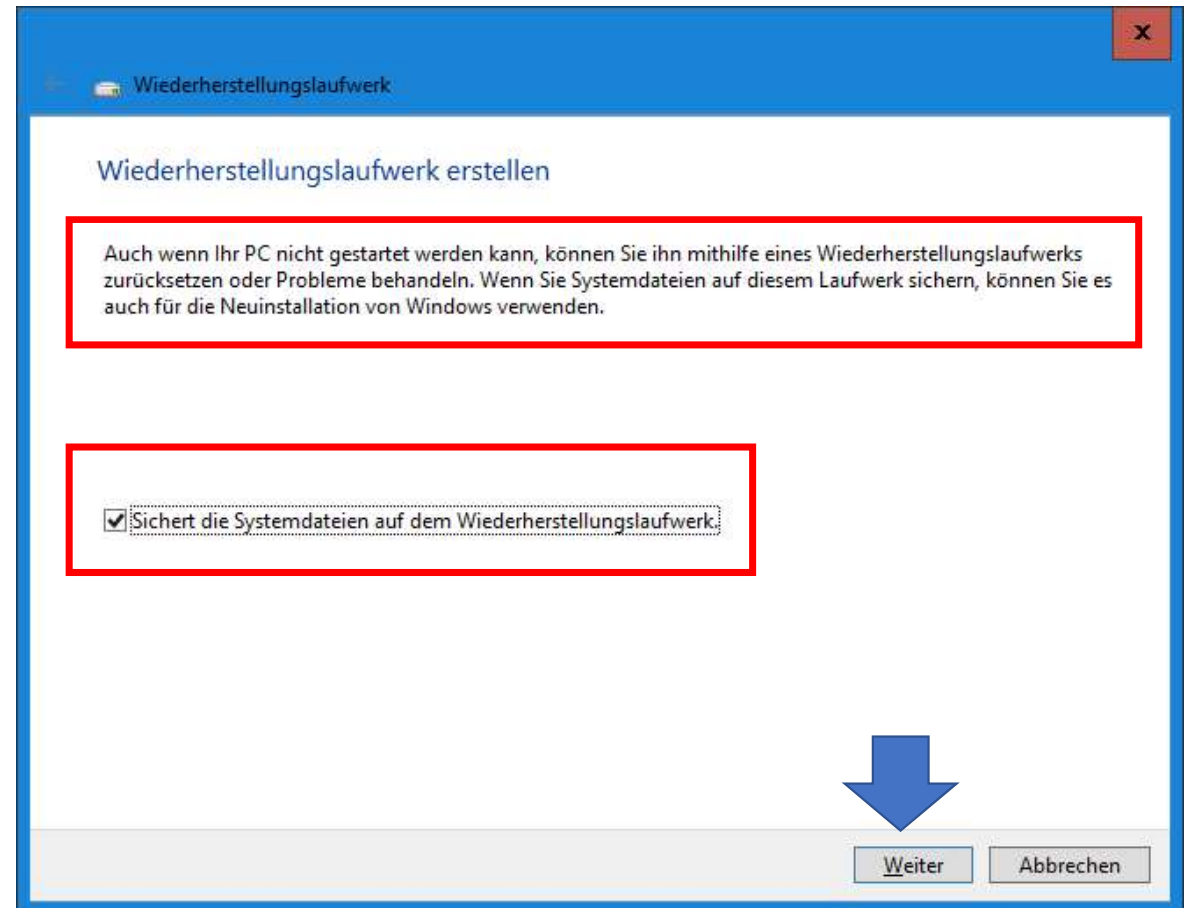 x
Wiederherstellungslaufwerk
Wiederherstellungslaufwerk erstellen
Auch wenn Ihr PC nicht gestartet werden kann, können Sie ihn mithilfe eines Wiederherstellungslaufwerks
zurücksetzen oder Probleme behandeln. Wenn Sie Systemdateien auf diesem Laufwerk sichern, können Sie es
auch für die Neuinstallation von Windows verwenden.
Sichert die Systemdateien auf dem Wiederherstellungslaufwerk.
Weiter Abbrechen